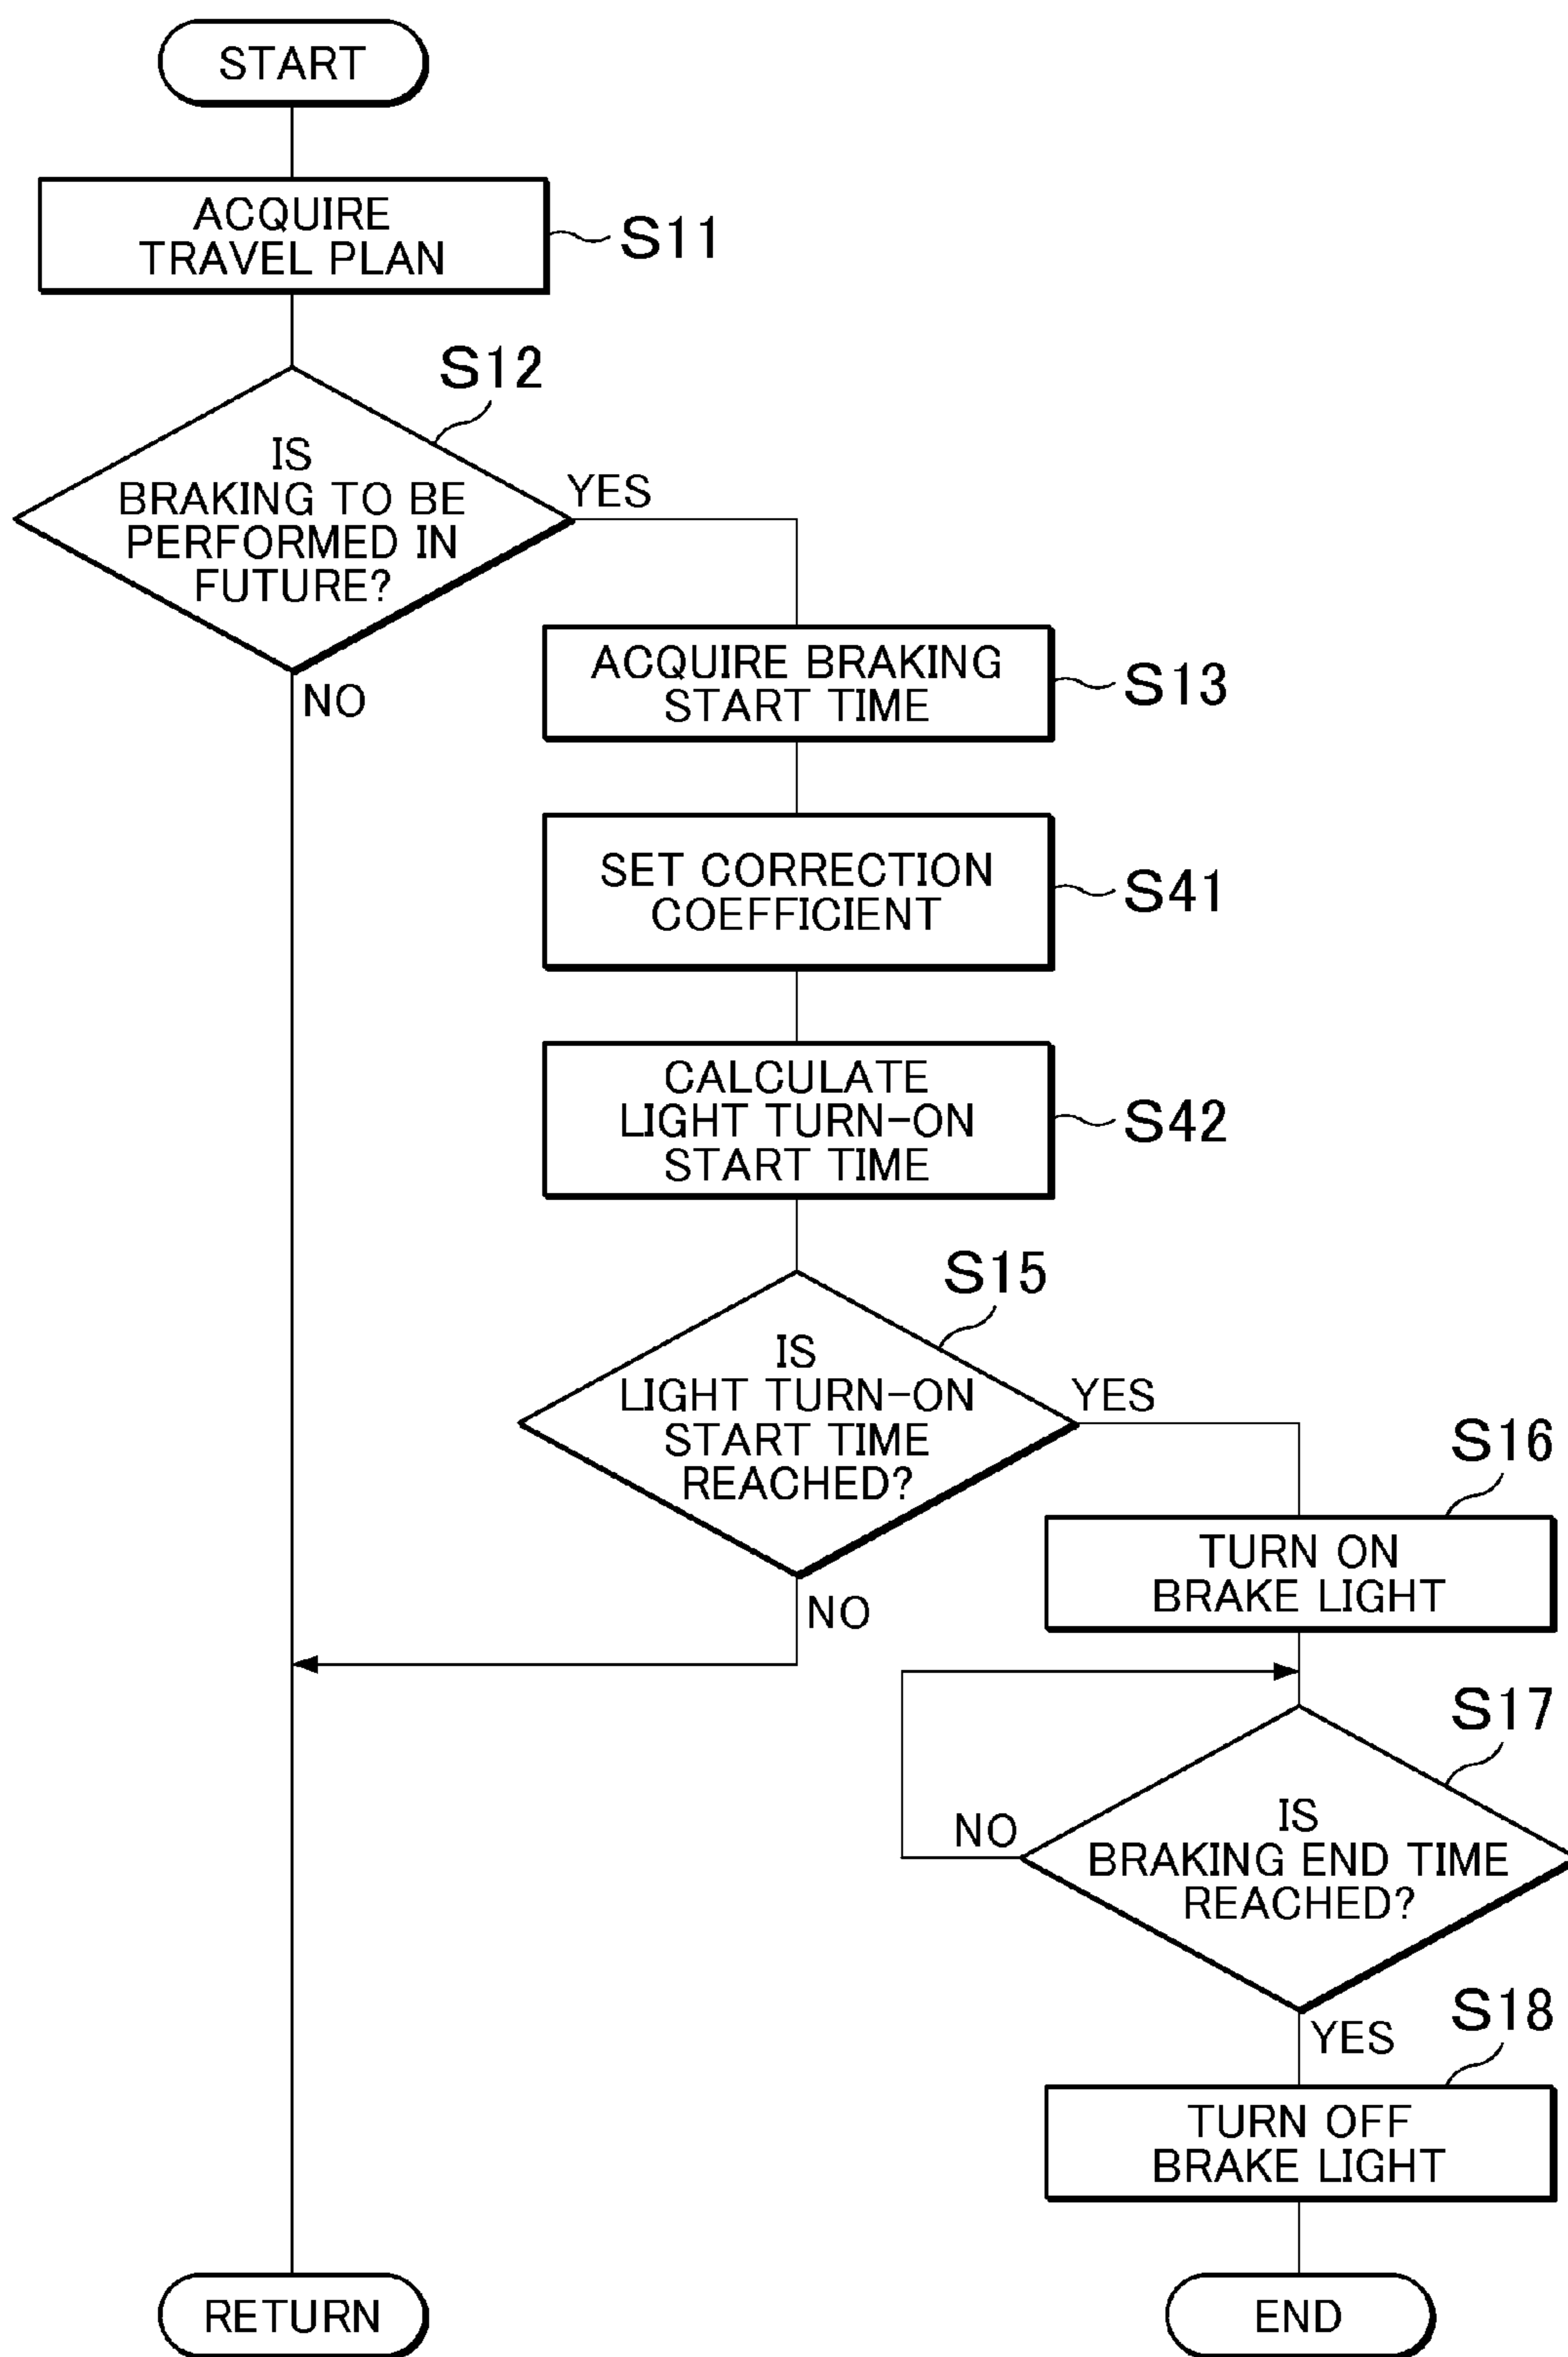 START
ACQUIRE
TRAVEL PLAN
S11
S12
IS
BRAKING TO BE
PERFORMED IN
FUTURE?
YES
NO
ACQUIRE BRAKING
START TIME
S13
SET CORRECTION
COEFFICIENT
S41
CALCULATE
LIGHT TURN-ON
START TIME
S42
S15
IS
LIGHT TURN-ON
START TIME
REACHED?
YES
NO
S16
TURN ON
BRAKE LIGHT
S17
IS
BRAKING END TIME
REACHED?
NO
YES
S18
TURN OFF
BRAKE LIGHT
RETURN
END